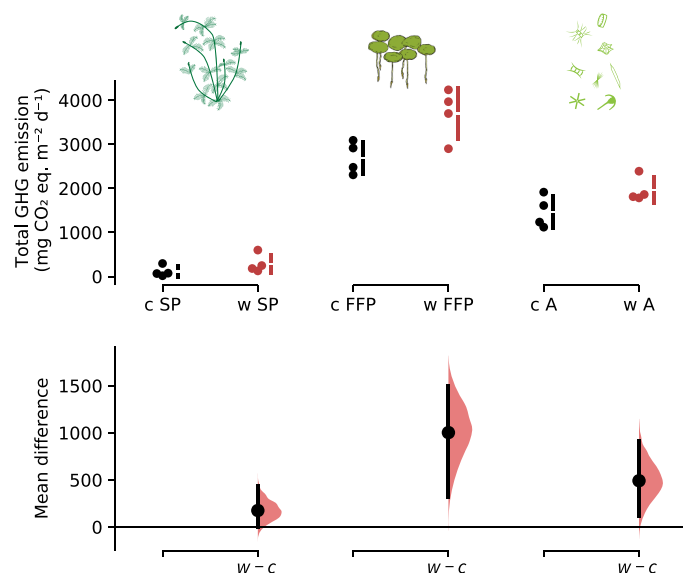 Total GHG emission
(mg CO₂ eq. m⁻² d⁻¹)
4000
3000
2000
1000
0
c SP w SP c FFP w FFP c A w A
Mean difference
1500
1000
500
0
w – c w – c w – c